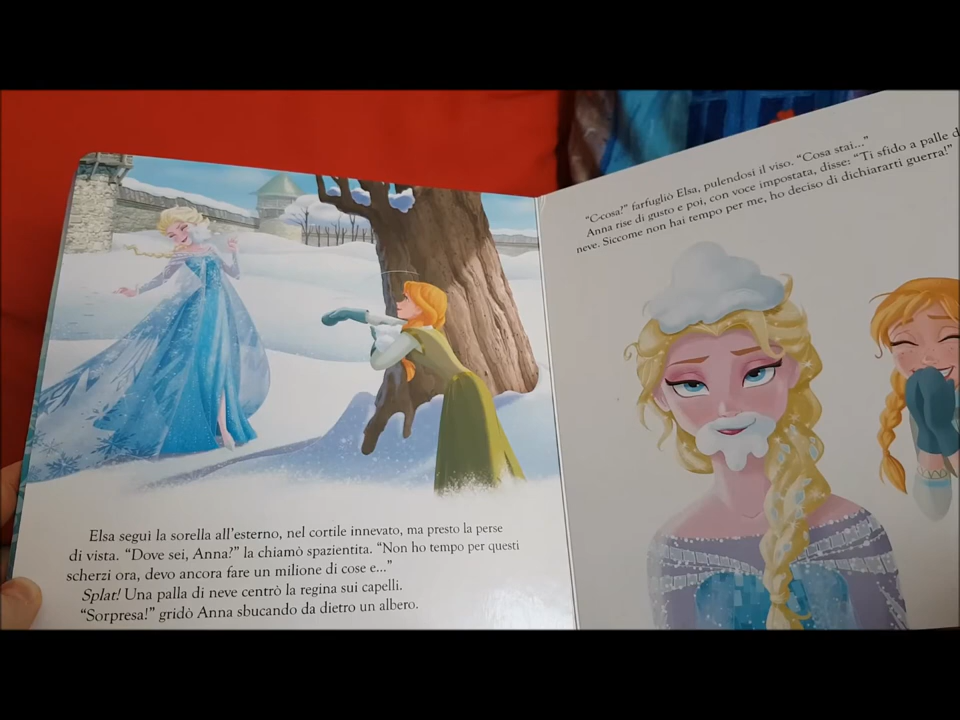 Elsa seguì la sorella all'esterno, nel cortile innevato, ma presto la perse
di vista. "Dove sei, Anna?" la chiamò spazientita. "Non ho tempo per questi
scherzi ora, devo ancora fare un milione di cose e..."
Splat! Una palla di neve centrò la regina sui capelli.
"Sorpresa!" gridò Anna sbucando da dietro un albero.
"C-cosa!" farfugliò Elsa, pulendosi il viso. "Cosa stai..."
Anna rise di gusto e poi, con voce impostata, disse: "Ti sfido a palle d
neve. Siccome non hai tempo per me, ho deciso di dichiararti guerra!"